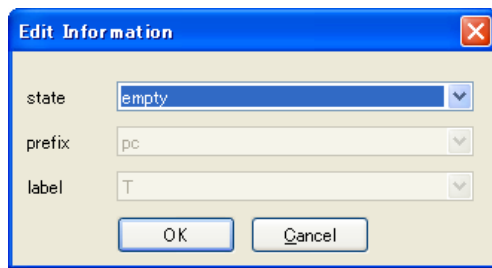 Edit Information
state empty
prefix pc
label T
OK Cancel